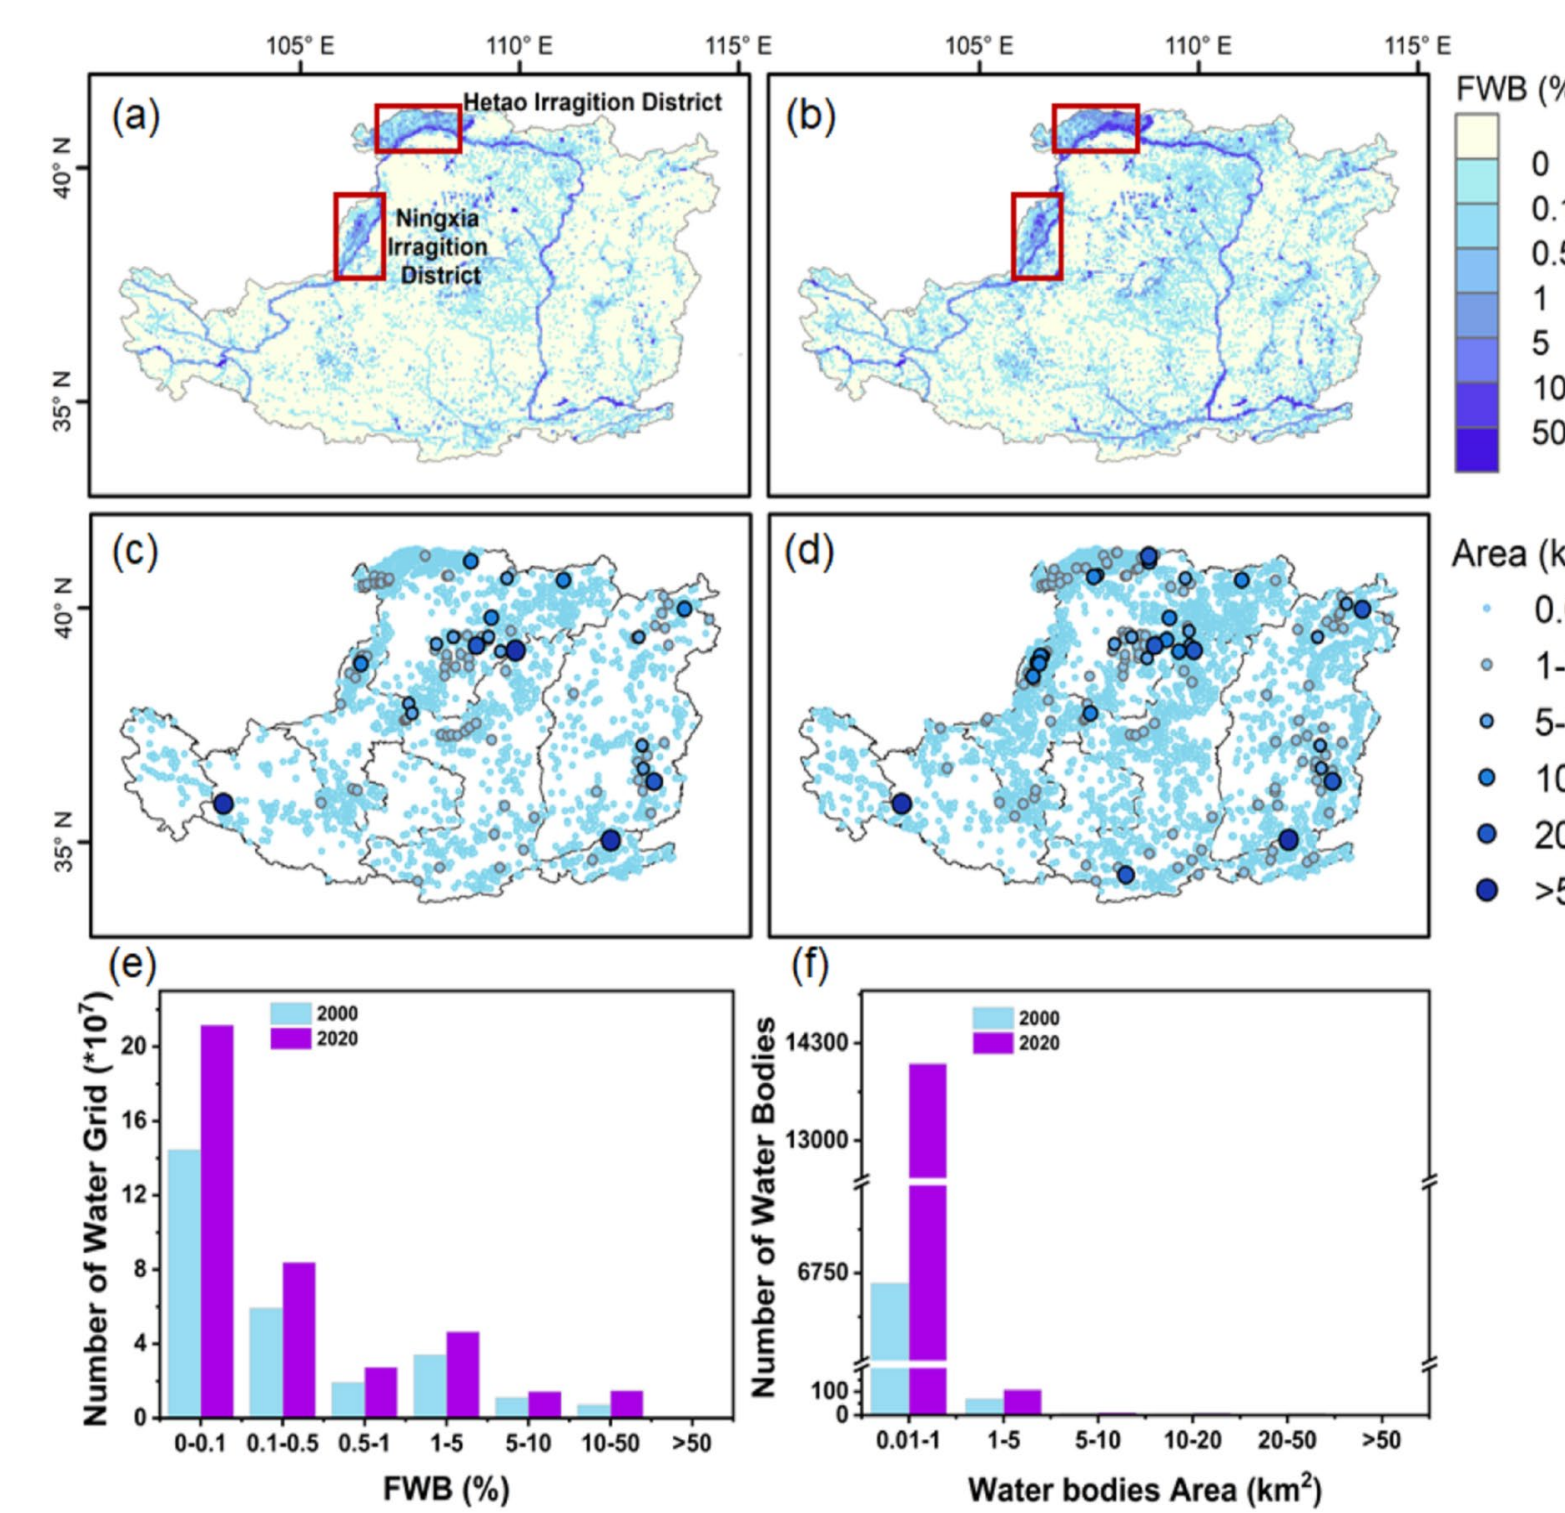 105° E 110° E 115° E 105° E 110° E 115° E
(a) Hetao Irragition District
(b)
FWB (%
40° N
Ningxia
Irragition
District
35° N
0
0.
0.5
1
5
10
50
(c)
(d)
Area (k
40° N
35° N
0.
1-
5-
10
20
>5
(e)
2000
2020
Number of Water Grid (*10⁷)
20
16
12
8
4
0
0-0.1 0.1-0.5 0.5-1 1-5 5-10 10-50 >50
FWB (%)
(f)
2000
2020
Number of Water Bodies
14300
13000
6750
100
0
0.01-1 1-5 5-10 10-20 20-50 >50
Water bodies Area (km²)